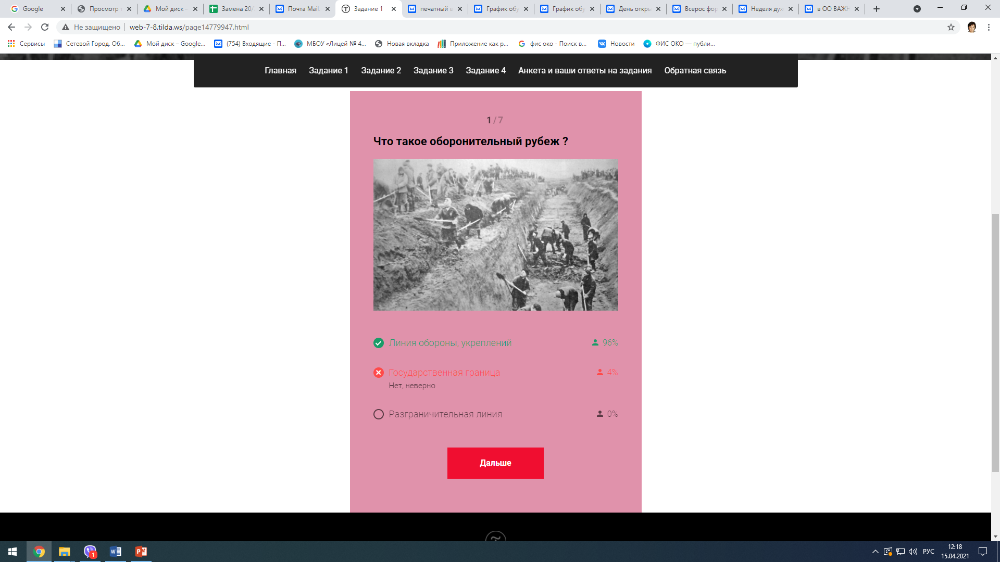 Google
Просмотр т
Мой диск –
Замена 20/
Почта Mail.
Задание 1
печатный в
График обу
График обу
День откры
Всерос фор
Неделя дух
в ОО ВАЖН
Не защищено
web-7-8.tilda.ws/page14779947.html
Сервисы
Сетевой Город. Об...
Мой диск – Google...
(754) Входящие - П...
МБОУ «Лицей № 4...
Новая вкладка
Приложение как р...
фис око - Поиск в...
Новости
ФИС ОКО — публи...
Главная
Задание 1
Задание 2
Задание 3
Задание 4
Анкета и ваши ответы на задания
Обратная связь
1 / 7
Что такое оборонительный рубеж ?
Линия обороны, укреплений 96%
Государственная граница 4%
Нет, неверно
Разграничительная линия 0%
Дальше
1
РУС
12:18
15.04.2021